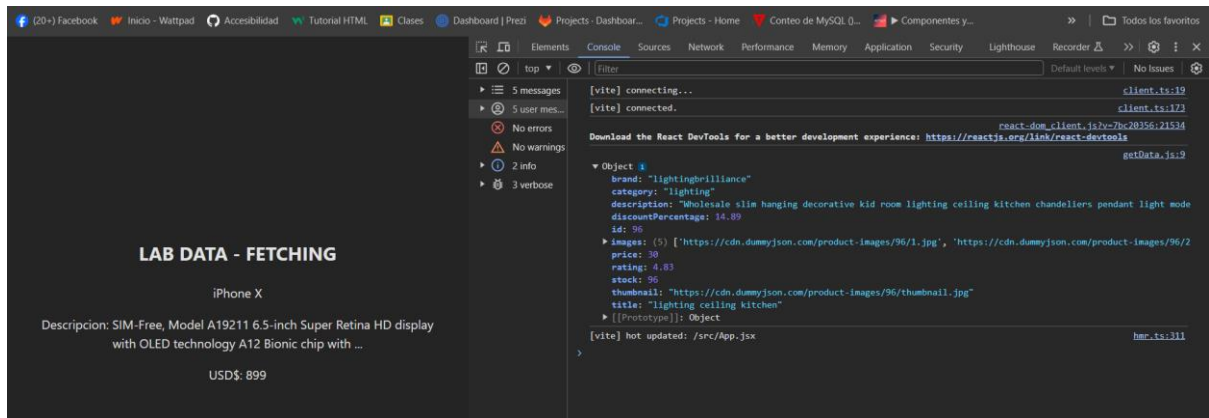 (20+) Facebook Inicio - Wattpad Accesibilidad Tutorial HTML Clases Dashboard | Prezi Projects - Dashboar... Projects - Home Conteo de MySQL ()... ► Componentes y... » Todos los favoritos
Elements Console Sources Network Performance Memory Application Security Lighthouse Recorder
top ▼ Filter Default levels ▼ No Issues
5 messages
5 user mes...
No errors
No warnings
2 info
3 verbose
[vite] connecting... client.ts:19
[vite] connected. client.ts:173
react-dom_client.js?v=7bc20356:21534
Download the React DevTools for a better development experience: https://reactjs.org/link/react-devtools
getData.js:9
▼ Object i
brand: "lightingbrilliance"
category: "lighting"
description: "Wholesale slim hanging decorative kid room lighting ceiling kitchen chandeliers pendant light mode
discountPercentage: 14.89
id: 96
► images: (5) ['https://cdn.dummyjson.com/product-images/96/1.jpg', 'https://cdn.dummyjson.com/product-images/96/2
price: 30
rating: 4.83
stock: 96
thumbnail: "https://cdn.dummyjson.com/product-images/96/thumbnail.jpg"
title: "lighting ceiling kitchen"
► [[Prototype]]: Object
[vite] hot updated: /src/App.jsx hmr.ts:311
LAB DATA - FETCHING
iPhone X
Descripcion: SIM-Free, Model A19211 6.5-inch Super Retina HD display
with OLED technology A12 Bionic chip with ...
USD$: 899